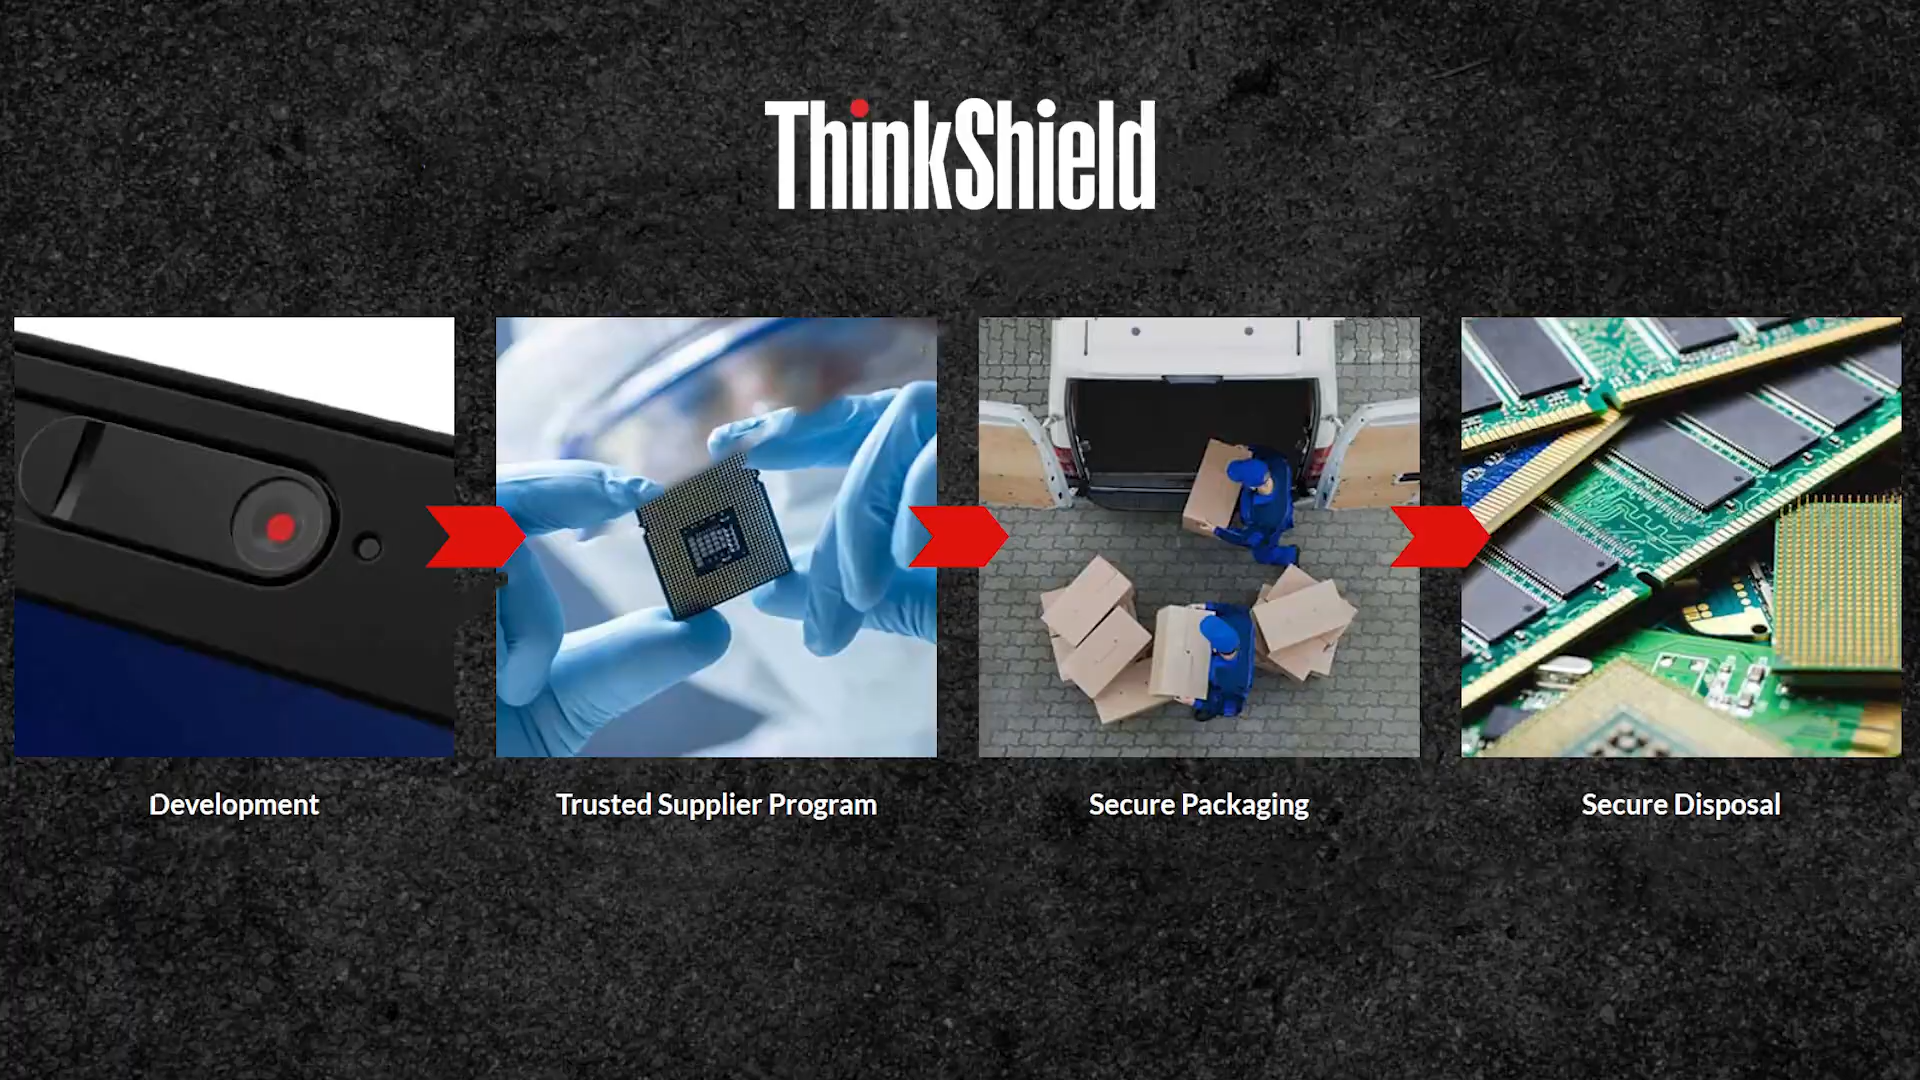 ThinkShield
Development
Trusted Supplier Program
Secure Packaging
Secure Disposal